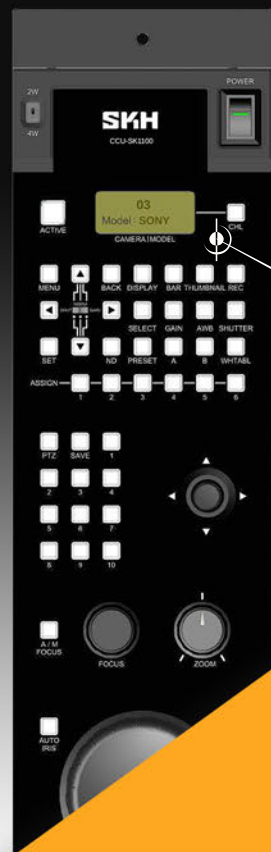 POWER
2W
4W
SKH
CCU-SK1100
03
Model : SONY
ACTIVE
CAMERA | MODEL
CHL
MENU
BACK DISPLAY BAR THUMBNAIL REC
SELECT GAIN AWB SHUTTER
SET ND PRESET A B WHTABL
ASSIGN 1 2 3 4 5 6
PTZ SAVE 1
2 3 4
5 6 7
8 9 10
A / M
FOCUS
FOCUS
ZOOM
AUTO
IRIS